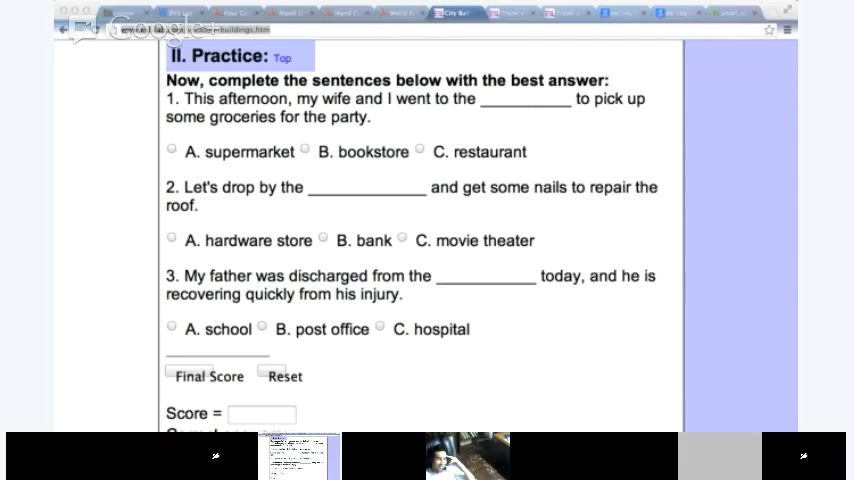 Google+
II. Practice: Top
Now, complete the sentences below with the best answer:
1. This afternoon, my wife and I went to the ___________ to pick up
some groceries for the party.
A. supermarket B. bookstore C. restaurant
2. Let's drop by the ______________ and get some nails to repair the
roof.
A. hardware store B. bank C. movie theater
3. My father was discharged from the ____________ today, and he is
recovering quickly from his injury.
A. school B. post office C. hospital
Final Score Reset
Score =